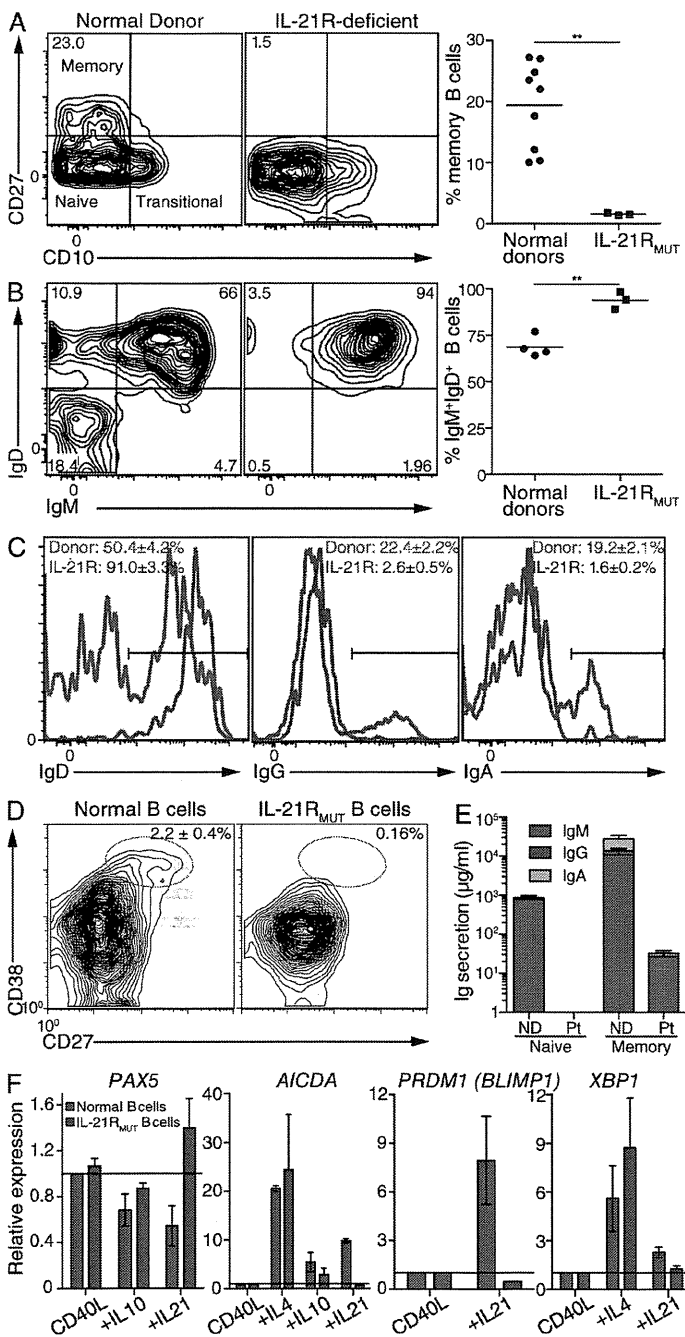 A
Normal Donor
IL-21R-deficient
23.0
Memory
Naive
Transitional
1.5
CD27
0
0
CD10
% memory B cells
30
20
10
0
**
Normal donors
IL-21RMUT
B
10.9
66
18.4
4.7
3.5
94
0.5
1.96
IgD
0
0
0
IgM
% IgM+IgD+ B cells
100
75
50
25
0
**
Normal donors
IL-21RMUT
C
Donor: 50.4±4.2%
IL-21R: 91.0±3.3%
Donor: 22.4±2.2%
IL-21R: 2.6±0.5%
Donor: 19.2±2.1%
IL-21R: 1.6±0.2%
0
0
0
0
IgD
IgG
IgA
D
Normal B cells
IL-21RMUT B cells
2.2 ± 0.4%
0.16%
CD38
10⁰
10⁰
CD27
E
Ig secretion (µg/ml)
10⁵
10⁴
10³
10²
10¹
1
IgM
IgG
IgA
ND
Pt
ND
Pt
Naive
Memory
F
PAX5
AICDA
PRDM1 (BLIMP1)
XBP1
Relative expression
Normal B cells
IL-21RMUT B cells
1.6
1.2
0.8
0.4
0
CD40L
+IL10
+IL21
40
30
20
10
0
CD40L
+IL4
+IL10
+IL21
12
9
6
3
0
CD40L
+IL21
12
9
6
3
0
CD40L
+IL4
+IL21